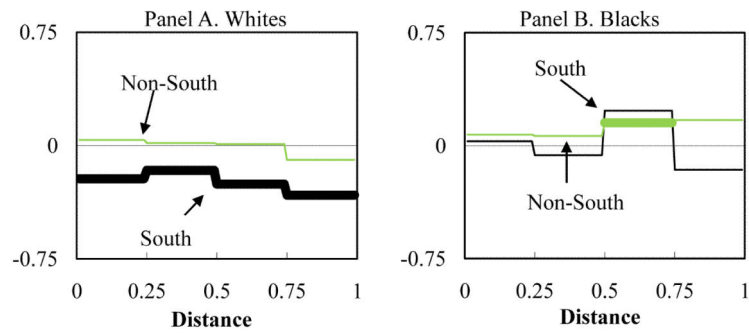 Panel A. Whites
0.75
Non-South
0
South
-0.75
0 0.25 0.5 0.75 1
Distance
Panel B. Blacks
0.75
South
0
Non-South
-0.75
0 0.25 0.5 0.75 1
Distance